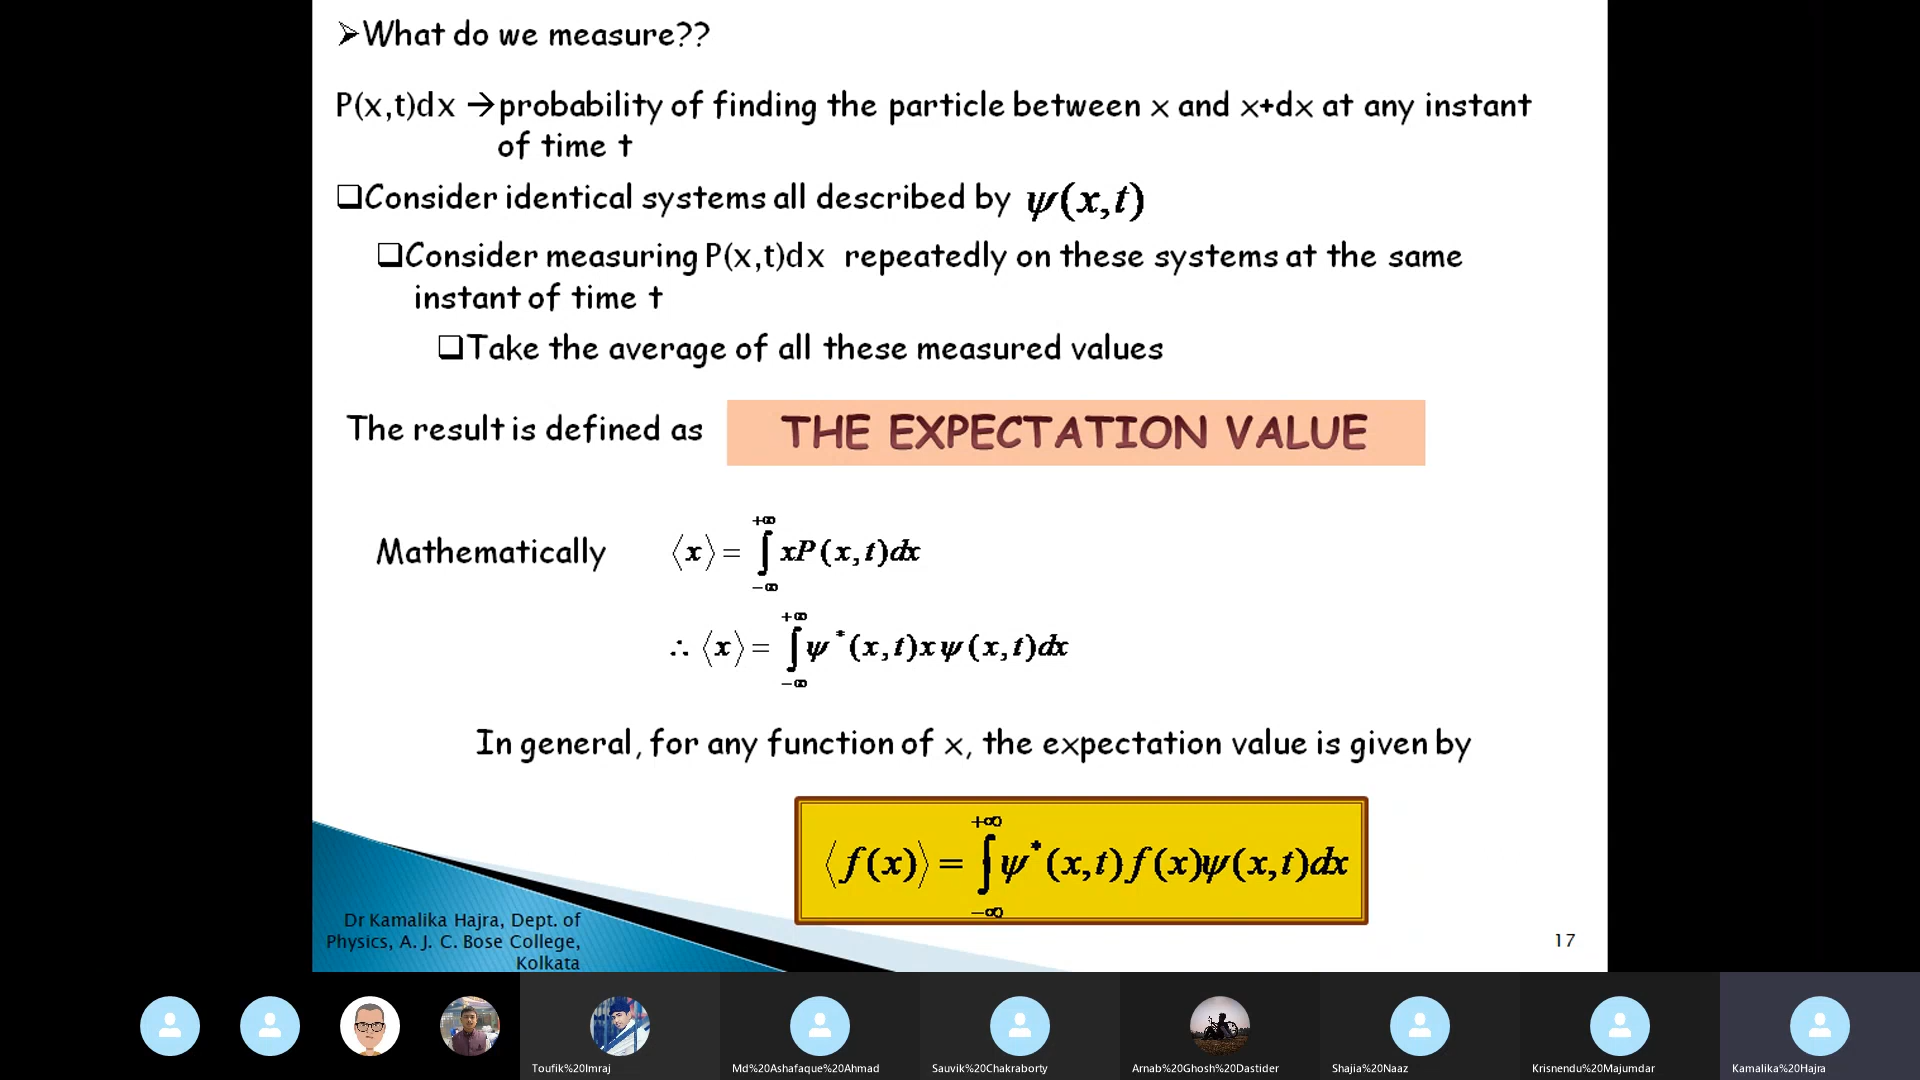 ➢What do we measure??
P(x,t)dx →probability of finding the particle between x and x+dx at any instant
of time t
❑Consider identical systems all described by ψ(x,t)
❑Consider measuring P(x,t)dx repeatedly on these systems at the same
instant of time t
❑Take the average of all these measured values
The result is defined as THE EXPECTATION VALUE
Mathematically ⟨x⟩ = ∫_{-∞}^{+∞} xP(x,t)dx
∴ ⟨x⟩ = ∫_{-∞}^{+∞} ψ*(x,t)xψ(x,t)dx
In general, for any function of x, the expectation value is given by
⟨f(x)⟩ = ∫_{-∞}^{+∞} ψ*(x,t)f(x)ψ(x,t)dx
Dr Kamalika Hajra, Dept. of
Physics, A. J. C. Bose College,
Kolkata
17
Toufik%20Imraj
Md%20Ashafaque%20Ahmad
Sauvik%20Chakraborty
Arnab%20Ghosh%20Dastider
Shajia%20Naaz
Krisnendu%20Majumdar
Kamalika%20Hajra